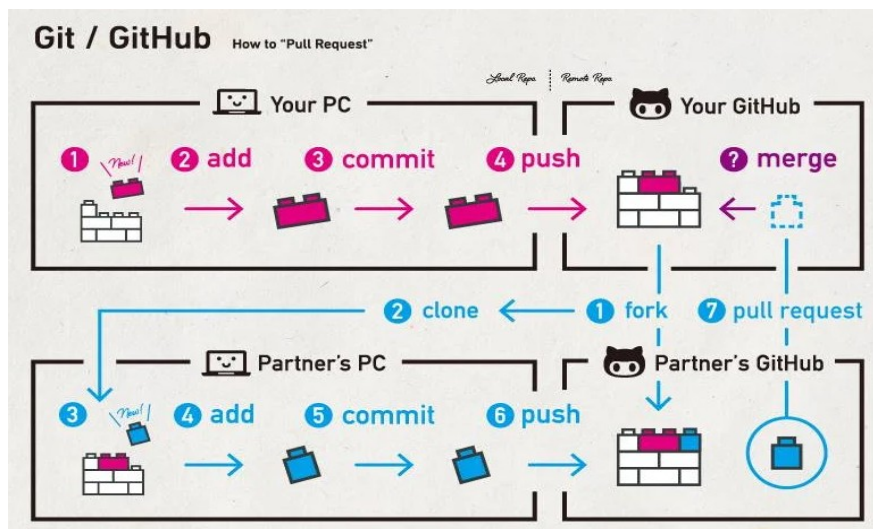 Git / GitHub How to "Pull Request"
Local Repo Remote Repo
Your PC
Your GitHub
1 New! 2 add 3 commit 4 push
? merge
2 clone 1 fork 7 pull request
Partner's PC
Partner's GitHub
3 New! 4 add 5 commit 6 push